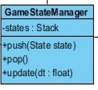 GameStateManager
-states : Stack
+push(State state)
+pop()
+update(dt : float)